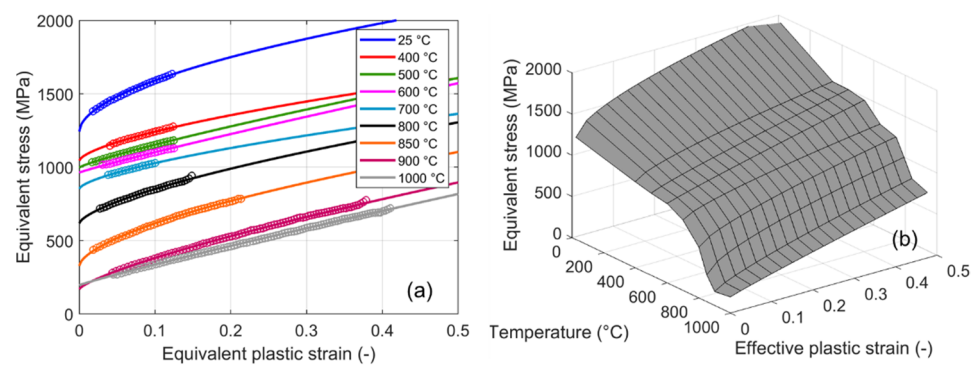 2000
1500
1000
500
0
Equivalent stress (MPa)
0
0.1
0.2
0.3
0.4
0.5
Equivalent plastic strain (-)
25 °C
400 °C
500 °C
600 °C
700 °C
800 °C
850 °C
900 °C
1000 °C
(a)
2000
1500
1000
500
0
Equivalent stress (MPa)
0
200
400
600
800
1000
Temperature (°C)
0
0.1
0.2
0.3
0.4
0.5
Effective plastic strain (-)
(b)